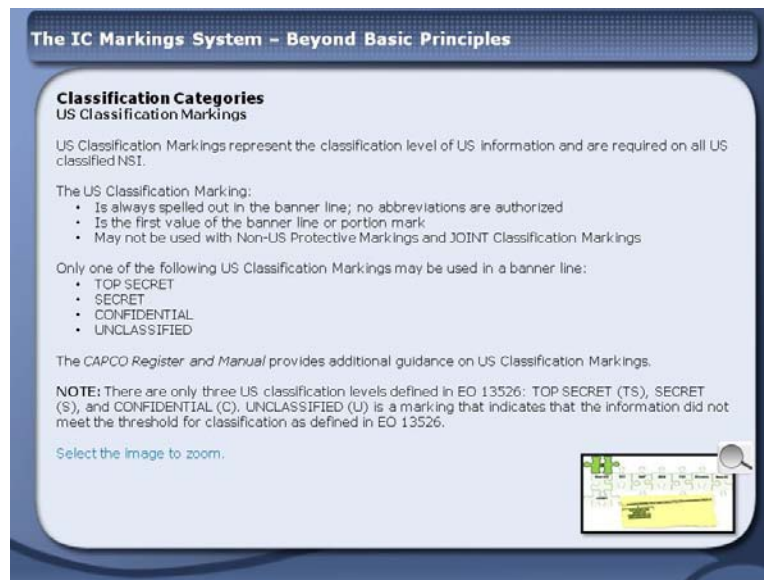 The IC Markings System – Beyond Basic Principles
Classification Categories
US Classification Markings
US Classification Markings represent the classification level of US information and are required on all US
classified NSI.
The US Classification Marking:
• Is always spelled out in the banner line; no abbreviations are authorized
• Is the first value of the banner line or portion mark
• May not be used with Non-US Protective Markings and JOINT Classification Markings
Only one of the following US Classification Markings may be used in a banner line:
• TOP SECRET
• SECRET
• CONFIDENTIAL
• UNCLASSIFIED
The CAPCO Register and Manual provides additional guidance on US Classification Markings.
NOTE: There are only three US classification levels defined in EO 13526: TOP SECRET (TS), SECRET
(S), and CONFIDENTIAL (C). UNCLASSIFIED (U) is a marking that indicates that the information did not
meet the threshold for classification as defined in EO 13526.
Select the image to zoom.